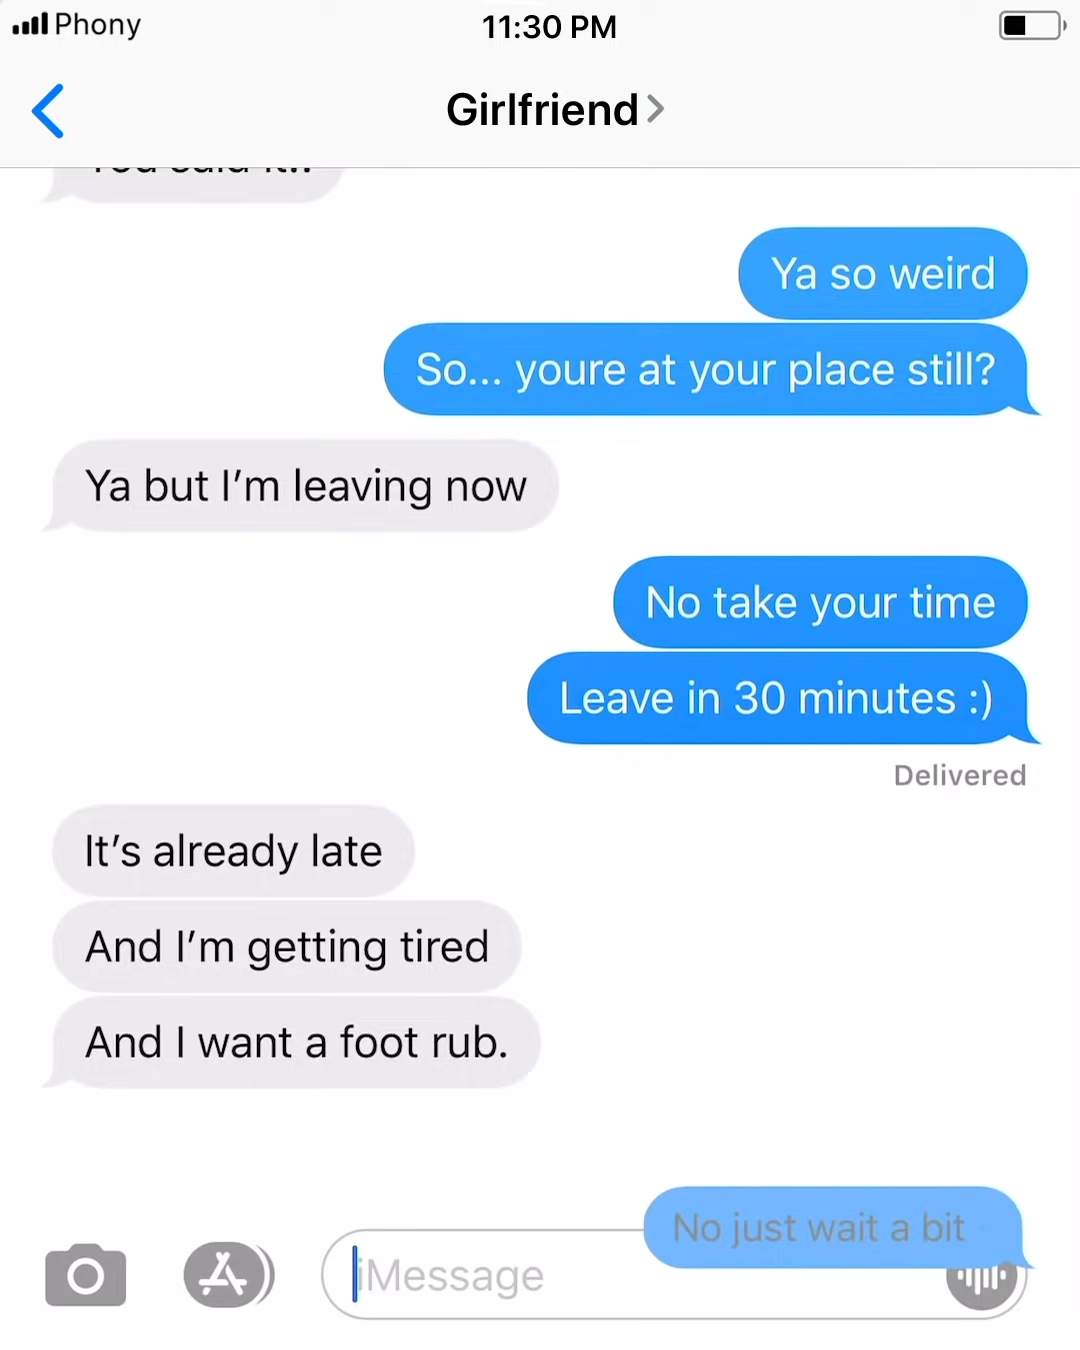 Phony
11:30 PM
Girlfriend
Ya so weird
So... youre at your place still?
Ya but I’m leaving now
No take your time
Leave in 30 minutes :)
Delivered
It’s already late
And I’m getting tired
And I want a foot rub.
No just wait a bit
iMessage